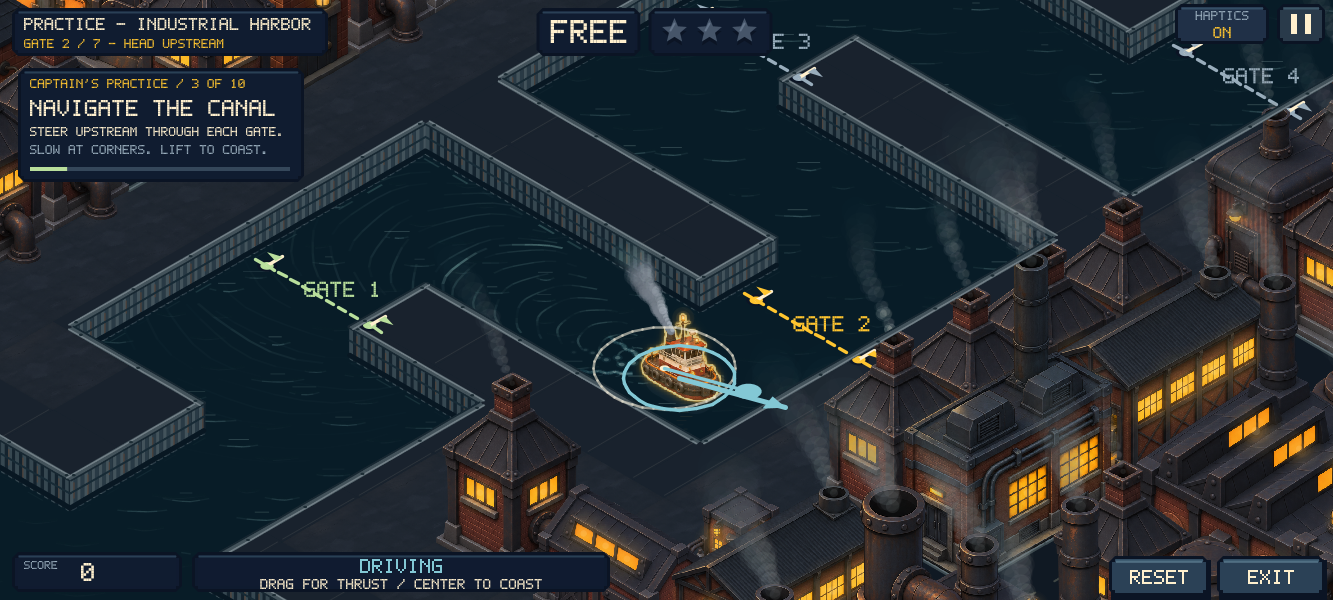 PRACTICE – INDUSTRIAL HARBOR
GATE 2 / 7 – HEAD UPSTREAM
FREE
HAPTICS
ON
CAPTAIN'S PRACTICE / 3 OF 10
NAVIGATE THE CANAL
STEER UPSTREAM THROUGH EACH GATE.
SLOW AT CORNERS. LIFT TO COAST.
E 3
GATE 4
GATE 1
GATE 2
SCORE 0
DRIVING
DRAG FOR THRUST / CENTER TO COAST
RESET
EXIT